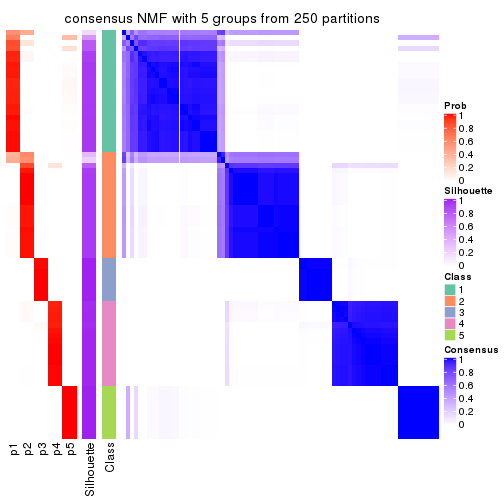 consensus NMF with 5 groups from 250 partitions
Prob
1
0.8
0.6
0.4
0.2
0
Silhouette
1
0.8
0.6
0.4
0.2
0
Class
1
2
3
4
5
Consensus
1
0.8
0.6
0.4
0.2
0
p1
p2
p3
p4
p5
Silhouette
Class